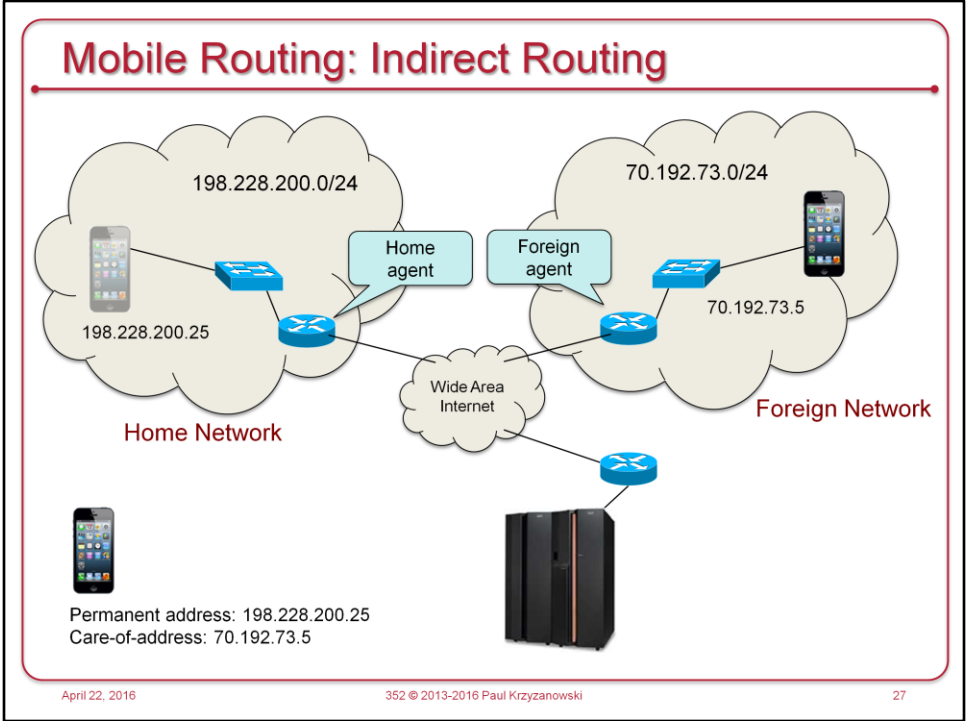 Mobile Routing: Indirect Routing
198.228.200.0/24
70.192.73.0/24
Home
agent
Foreign
agent
198.228.200.25
70.192.73.5
Wide Area
Internet
Home Network
Foreign Network
Permanent address: 198.228.200.25
Care-of-address: 70.192.73.5
April 22, 2016
352 © 2013-2016 Paul Krzyzanowski
27